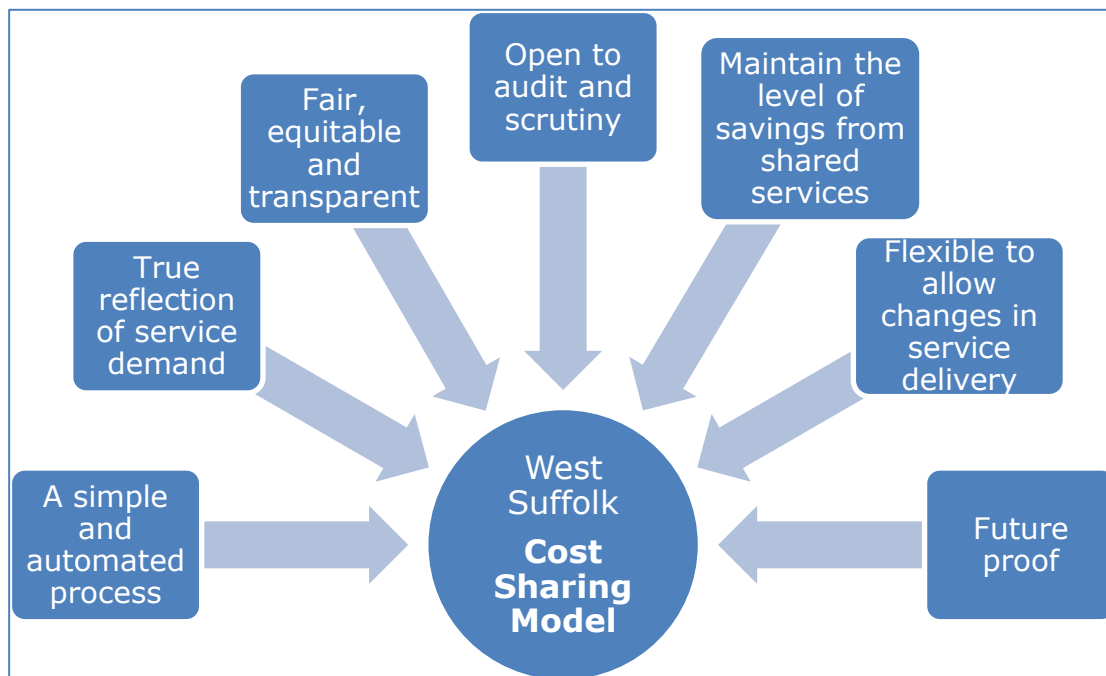 A simple
and
automated
process
True
reflection
of service
demand
Fair,
equitable
and
transparent
Open to
audit and
scrutiny
Maintain the
level of
savings from
shared
services
Flexible to
allow
changes in
service
delivery
Future
proof
West
Suffolk
Cost
Sharing
Model